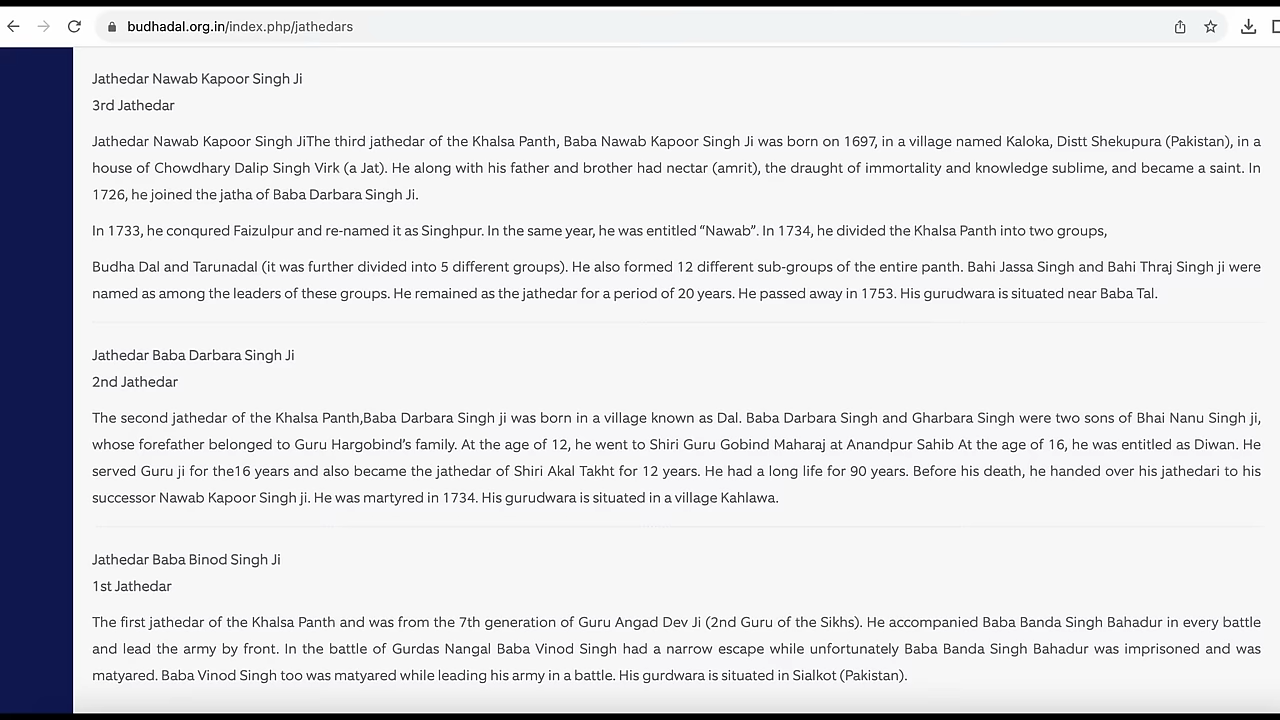 budhadal.org.in/index.php/jathedars
Jathedar Nawab Kapoor Singh Ji
3rd Jathedar
Jathedar Nawab Kapoor Singh JiThe third jathedar of the Khalsa Panth, Baba Nawab Kapoor Singh Ji was born on 1697, in a village named Kaloka, Distt Shekupura (Pakistan), in a
house of Chowdhary Dalip Singh Virk (a Jat). He along with his father and brother had nectar (amrit), the draught of immortality and knowledge sublime, and became a saint. In
1726, he joined the jatha of Baba Darbara Singh Ji.
In 1733, he conqured Faizulpur and re-named it as Singhpur. In the same year, he was entitled “Nawab”. In 1734, he divided the Khalsa Panth into two groups,
Budha Dal and Tarunadal (it was further divided into 5 different groups). He also formed 12 different sub-groups of the entire panth. Bahi Jassa Singh and Bahi Thraj Singh ji were
named as among the leaders of these groups. He remained as the jathedar for a period of 20 years. He passed away in 1753. His gurudwara is situated near Baba Tal.
Jathedar Baba Darbara Singh Ji
2nd Jathedar
The second jathedar of the Khalsa Panth,Baba Darbara Singh ji was born in a village known as Dal. Baba Darbara Singh and Gharbara Singh were two sons of Bhai Nanu Singh ji,
whose forefather belonged to Guru Hargobind’s family. At the age of 12, he went to Shiri Guru Gobind Maharaj at Anandpur Sahib At the age of 16, he was entitled as Diwan. He
served Guru ji for the16 years and also became the jathedar of Shiri Akal Takht for 12 years. He had a long life for 90 years. Before his death, he handed over his jathedari to his
successor Nawab Kapoor Singh ji. He was martyred in 1734. His gurudwara is situated in a village Kahlawa.
Jathedar Baba Binod Singh Ji
1st Jathedar
The first jathedar of the Khalsa Panth and was from the 7th generation of Guru Angad Dev Ji (2nd Guru of the Sikhs). He accompanied Baba Banda Singh Bahadur in every battle
and lead the army by front. In the battle of Gurdas Nangal Baba Vinod Singh had a narrow escape while unfortunately Baba Banda Singh Bahadur was imprisoned and was
matyared. Baba Vinod Singh too was matyared while leading his army in a battle. His gurdwara is situated in Sialkot (Pakistan).